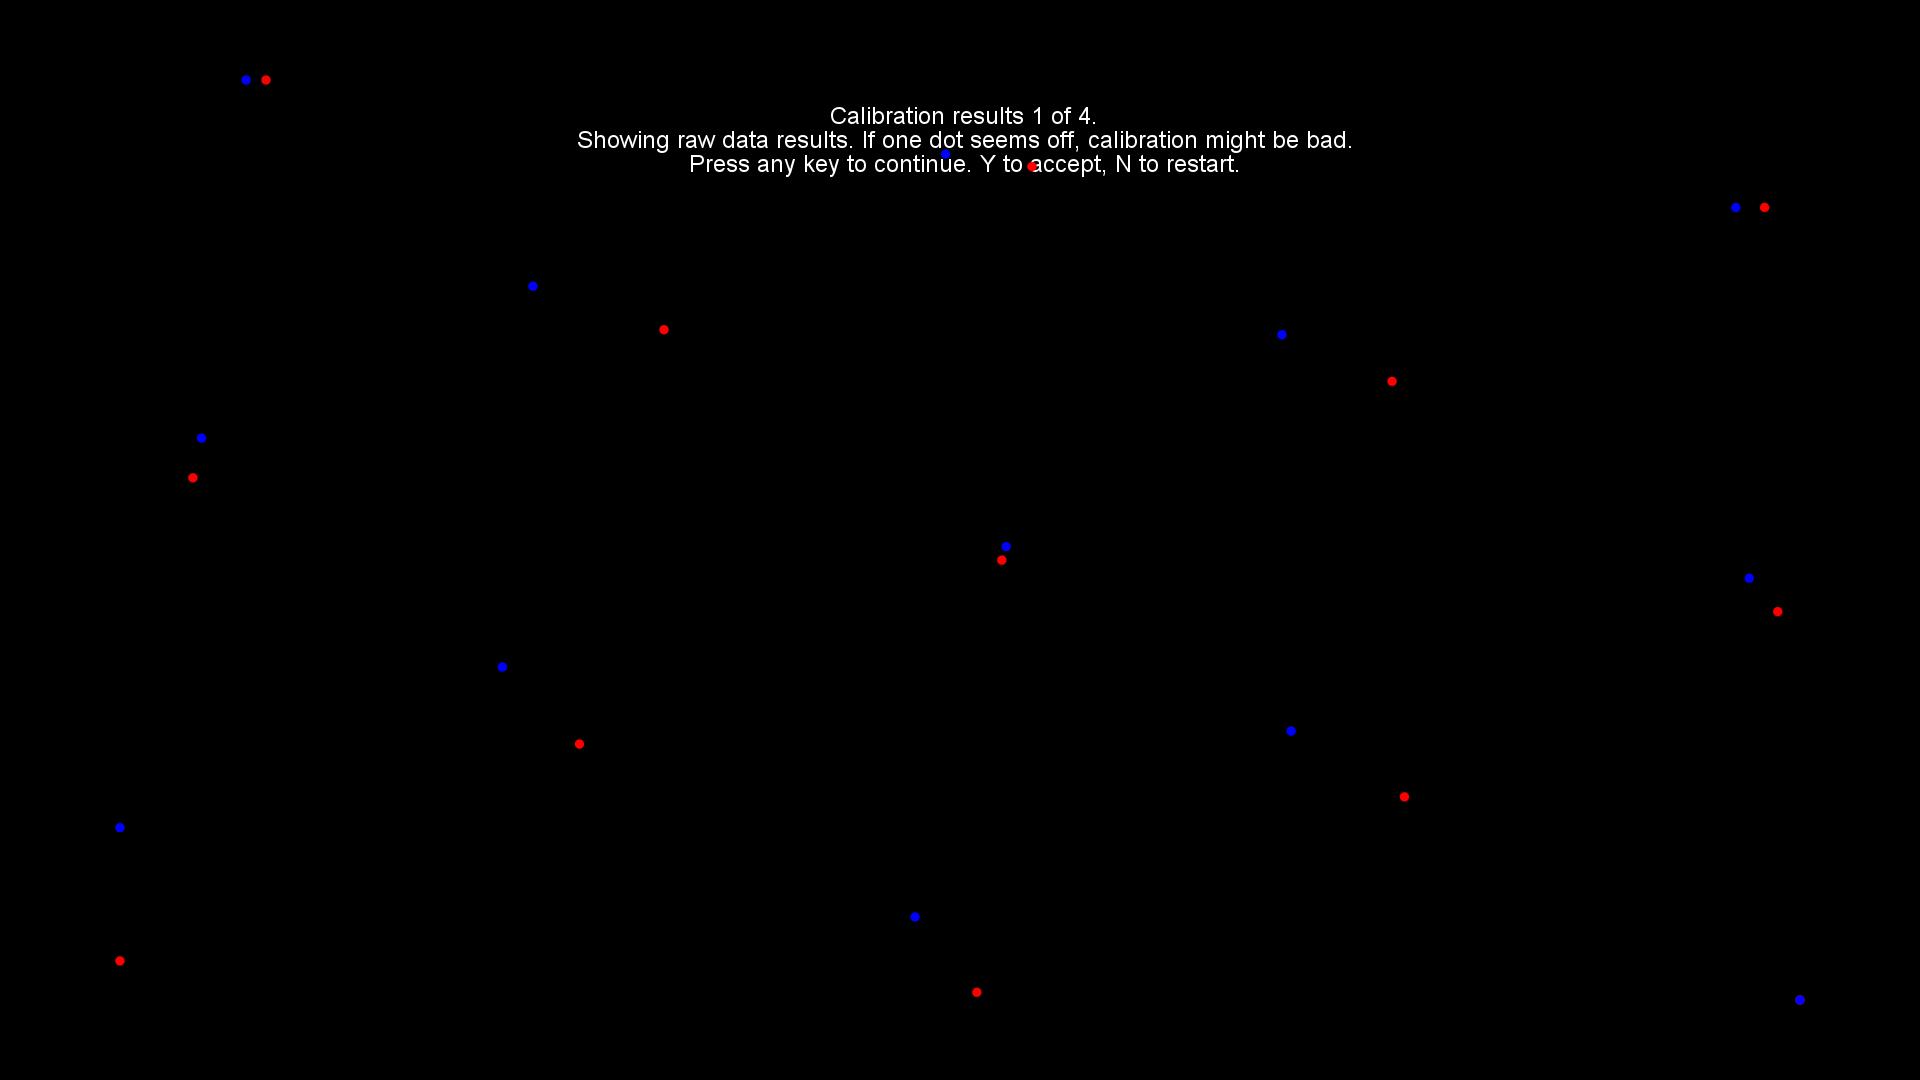 Calibration results 1 of 4.
Showing raw data results. If one dot seems off, calibration might be bad.
Press any key to continue. Y to accept, N to restart.